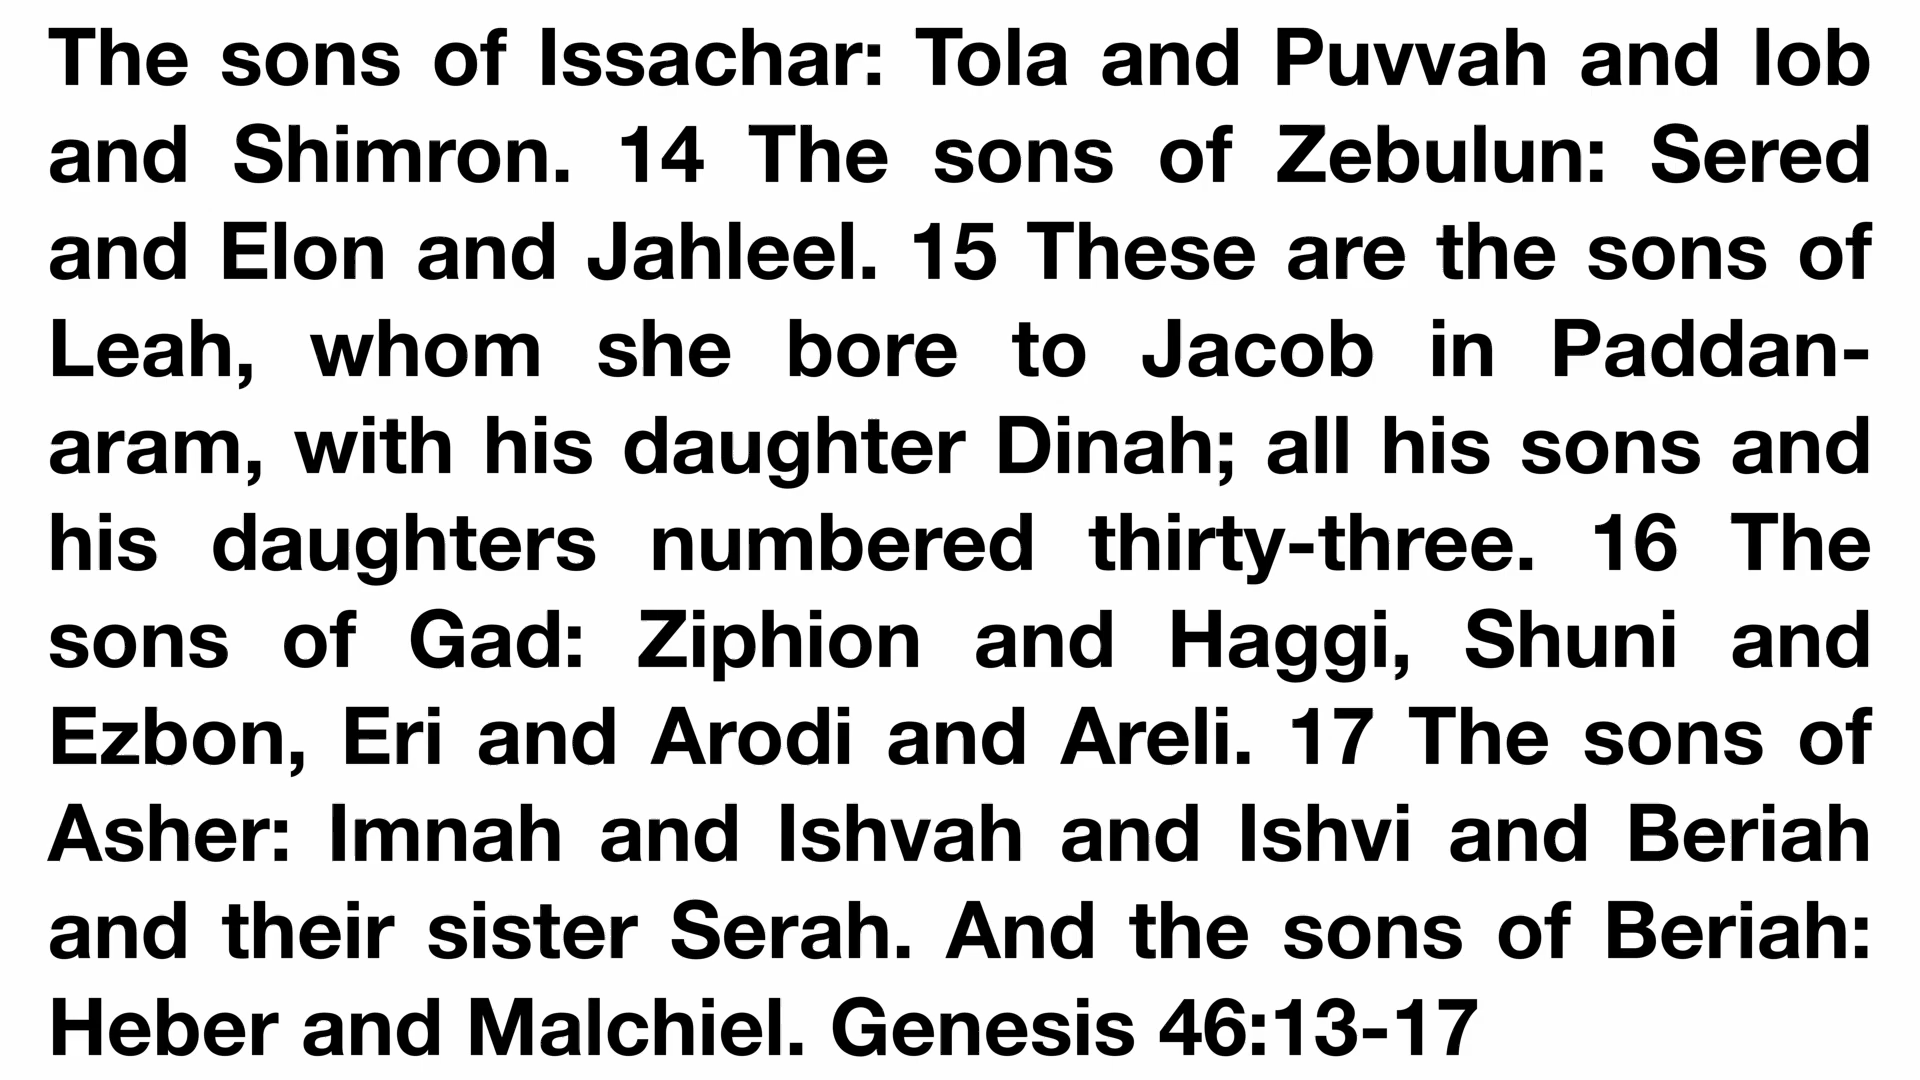 The sons of Issachar: Tola and Puvvah and Iob
and Shimron. 14 The sons of Zebulun: Sered
and Elon and Jahleel. 15 These are the sons of
Leah, whom she bore to Jacob in Paddan-
aram, with his daughter Dinah; all his sons and
his daughters numbered thirty-three. 16 The
sons of Gad: Ziphion and Haggi, Shuni and
Ezbon, Eri and Arodi and Areli. 17 The sons of
Asher: Imnah and Ishvah and Ishvi and Beriah
and their sister Serah. And the sons of Beriah:
Heber and Malchiel. Genesis 46:13-17